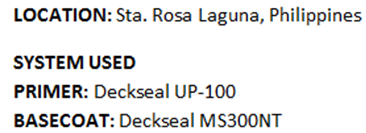 LOCATION: Sta. Rosa Laguna, Philippines
SYSTEM USED
PRIMER: Deckseal UP-100
BASECOAT: Deckseal MS300NT